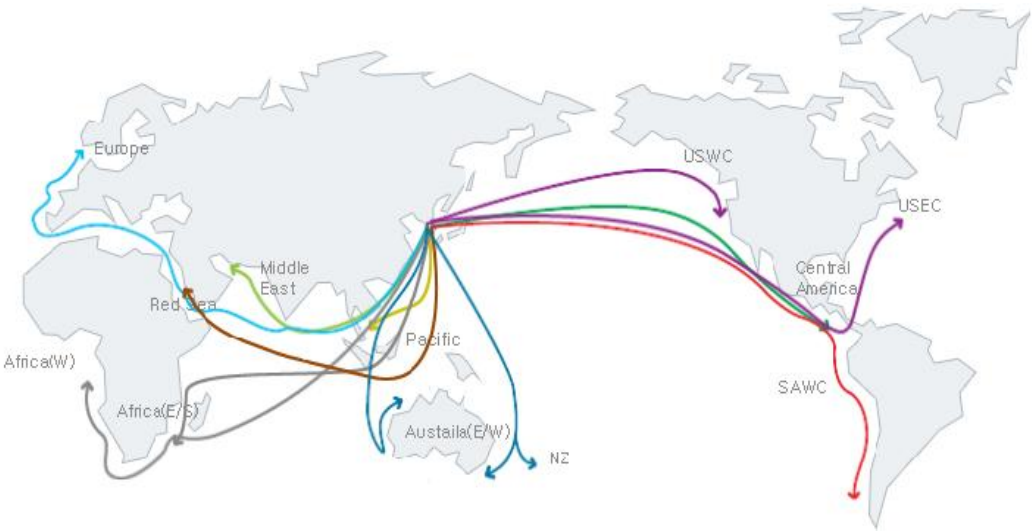 Europe
USWC
USEC
Middle
East
Central
America
Red Sea
Pacific
Africa(W)
SAWC
Africa(E/S)
Austaila(E/W)
NZ